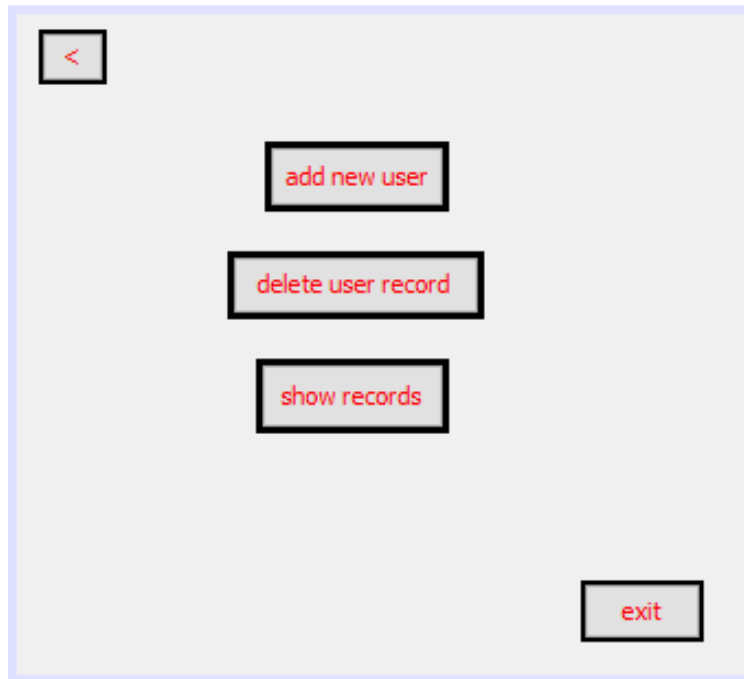 <
add new user
delete user record
show records
exit